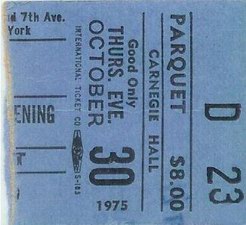 d 7th Ave.
York
ENING
INTERNATIONAL
TICKET CO.
Good Only
THURS. EVE.
OCTOBER
30
1975
PARQUET
CARNEGIE HALL
$8.00
D
23